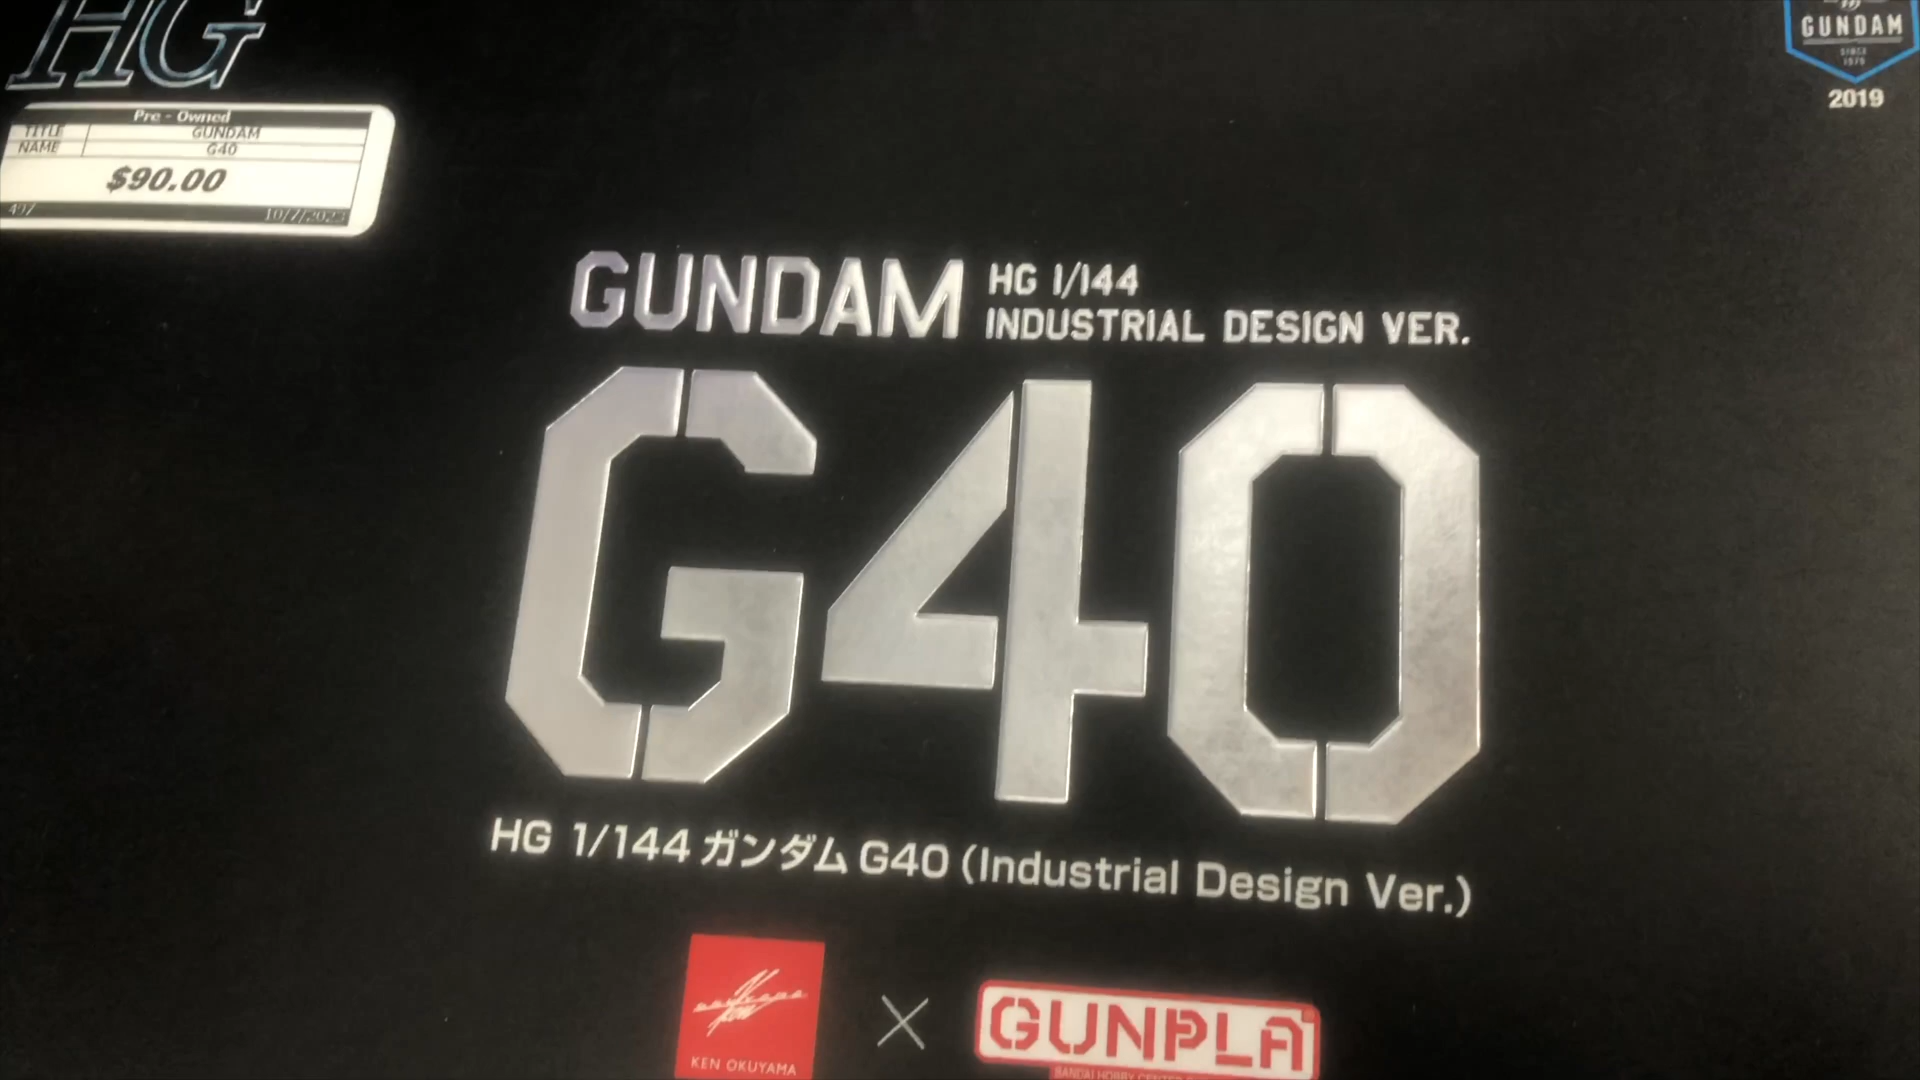 HG
GUNDAM
SINCE
1979
2019
Pre - Owned
TITLE GUNDAM
NAME G40
$90.00
497
GUNDAM HG 1/144
INDUSTRIAL DESIGN VER.
G40
HG 1/144 ガンダム G40 (Industrial Design Ver.)
KEN OKUYAMA
×
GUNPLA
BANDAI HOBBY CENTER